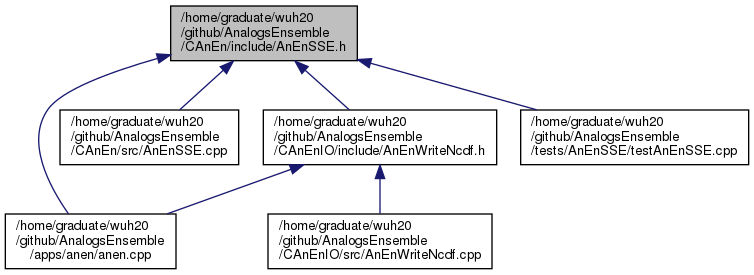 /home/graduate/wuh20
/github/AnalogsEnsemble
/CAnEn/include/AnEnSSE.h
/home/graduate/wuh20
/github/AnalogsEnsemble
/CAnEn/src/AnEnSSE.cpp
/home/graduate/wuh20
/github/AnalogsEnsemble
/CAnEnIO/include/AnEnWriteNcdf.h
/home/graduate/wuh20
/github/AnalogsEnsemble
/tests/AnEnSSE/testAnEnSSE.cpp
/home/graduate/wuh20
/github/AnalogsEnsemble
/apps/anen/anen.cpp
/home/graduate/wuh20
/github/AnalogsEnsemble
/CAnEnIO/src/AnEnWriteNcdf.cpp